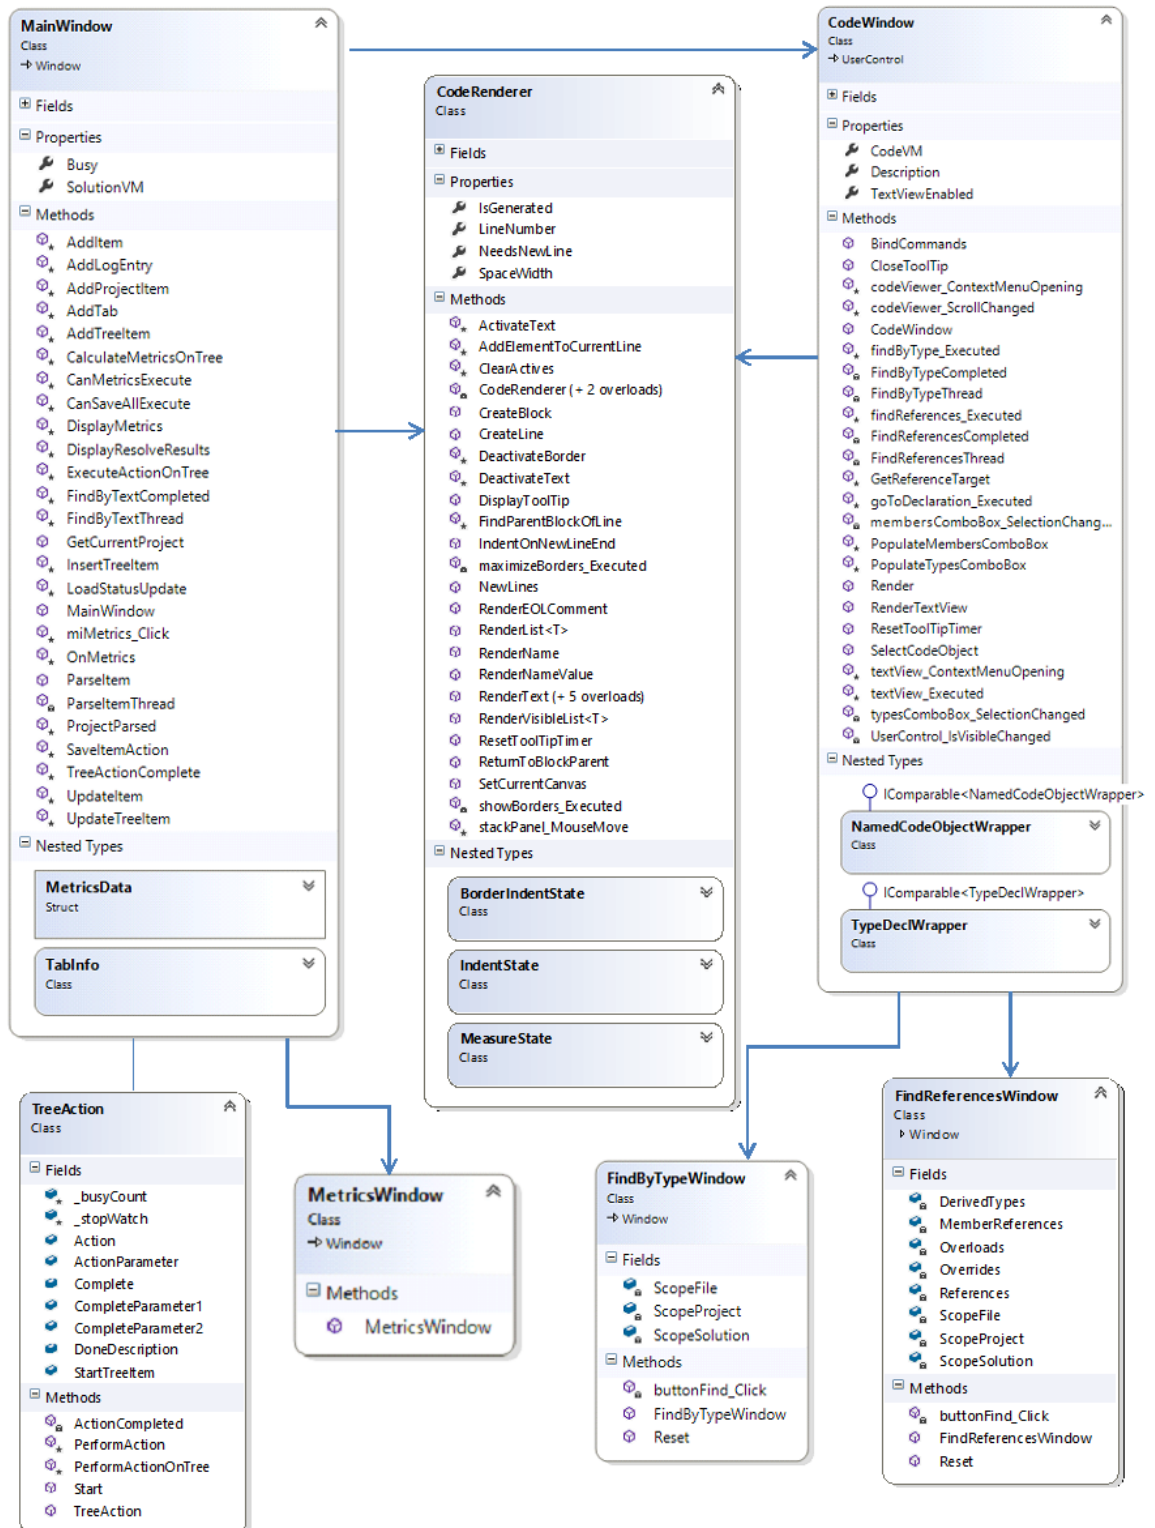 MainWindow
Class
Window
Fields
Properties
Busy
SolutionVM
Methods
AddItem
AddLogEntry
AddProjectItem
AddTab
AddTreeItem
CalculateMetricsOnTree
CanMetricsExecute
CanSaveAllExecute
DisplayMetrics
DisplayResolveResults
ExecuteActionOnTree
FindByTextCompleted
FindByTextThread
GetCurrentProject
InsertTreeItem
LoadStatusUpdate
MainWindow
miMetrics_Click
OnMetrics
ParseItem
ParseItemThread
ProjectParsed
SaveItemAction
TreeActionComplete
UpdateItem
UpdateTreeItem
Nested Types
MetricsData
Struct
TabInfo
Class
CodeRenderer
Class
Fields
Properties
IsGenerated
LineNumber
NeedsNewLine
SpaceWidth
Methods
ActivateText
AddElementToCurrentLine
ClearActives
CodeRenderer (+ 2 overloads)
CreateBlock
CreateLine
DeactivateBorder
DeactivateText
DisplayToolTip
FindParentBlockOfLine
IndentOnNewLineEnd
maximizeBorders_Executed
NewLines
RenderEOLComment
RenderList<T>
RenderName
RenderNameValue
RenderText (+ 5 overloads)
RenderVisibleList<T>
ResetToolTipTimer
ReturnToBlockParent
SetCurrentCanvas
showBorders_Executed
stackPanel_MouseMove
Nested Types
BorderIndentState
Class
IndentState
Class
MeasureState
Class
CodeWindow
Class
UserControl
Fields
Properties
CodeVM
Description
TextViewEnabled
Methods
BindCommands
CloseToolTip
codeViewer_ContextMenuOpening
codeViewer_ScrollChanged
CodeWindow
findByType_Executed
FindByTypeCompleted
FindByTypeThread
findReferences_Executed
FindReferencesCompleted
FindReferencesThread
GetReferenceTarget
goToDeclaration_Executed
membersComboBox_SelectionChang...
PopulateMembersComboBox
PopulateTypesComboBox
Render
RenderTextView
ResetToolTipTimer
SelectCodeObject
textView_ContextMenuOpening
textView_Executed
typesComboBox_SelectionChanged
UserControl_IsVisibleChanged
Nested Types
IComparable<NamedCodeObjectWrapper>
NamedCodeObjectWrapper
Class
IComparable<TypeDeclWrapper>
TypeDeclWrapper
Class
TreeAction
Class
Fields
_busyCount
_stopWatch
Action
ActionParameter
Complete
CompleteParameter1
CompleteParameter2
DoneDescription
StartTreeItem
Methods
ActionCompleted
PerformAction
PerformActionOnTree
Start
TreeAction
MetricsWindow
Class
Window
Methods
MetricsWindow
FindByTypeWindow
Class
Window
Fields
ScopeFile
ScopeProject
ScopeSolution
Methods
buttonFind_Click
FindByTypeWindow
Reset
FindReferencesWindow
Class
Window
Fields
DerivedTypes
MemberReferences
Overloads
Overrides
References
ScopeFile
ScopeProject
ScopeSolution
Methods
buttonFind_Click
FindReferencesWindow
Reset